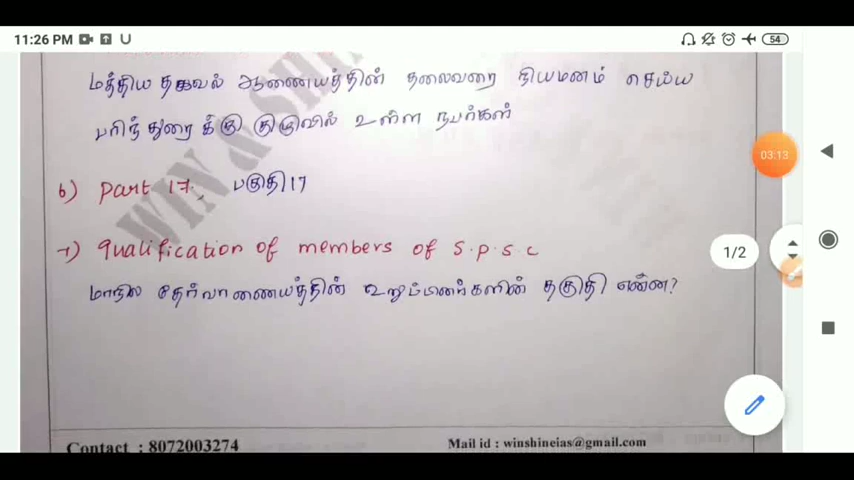 11:26 PM U 54
மத்திய தகவல் ஆணையத்தின் தலைவரை நியமனம் செய்ய
பரிந்துரைக்கு குழுவில் உள்ள நபர்கள்
03:13
6) Part 17, பகுதி 17
7) Qualification of members of S.P.S.C
1/2
மாநில தேர்வாணையத்தின் உறுப்பினர்களின் தகுதி என்ன?
WIN & SHINE
Contact : 8072003274 Mail id : winshineias@gmail.com